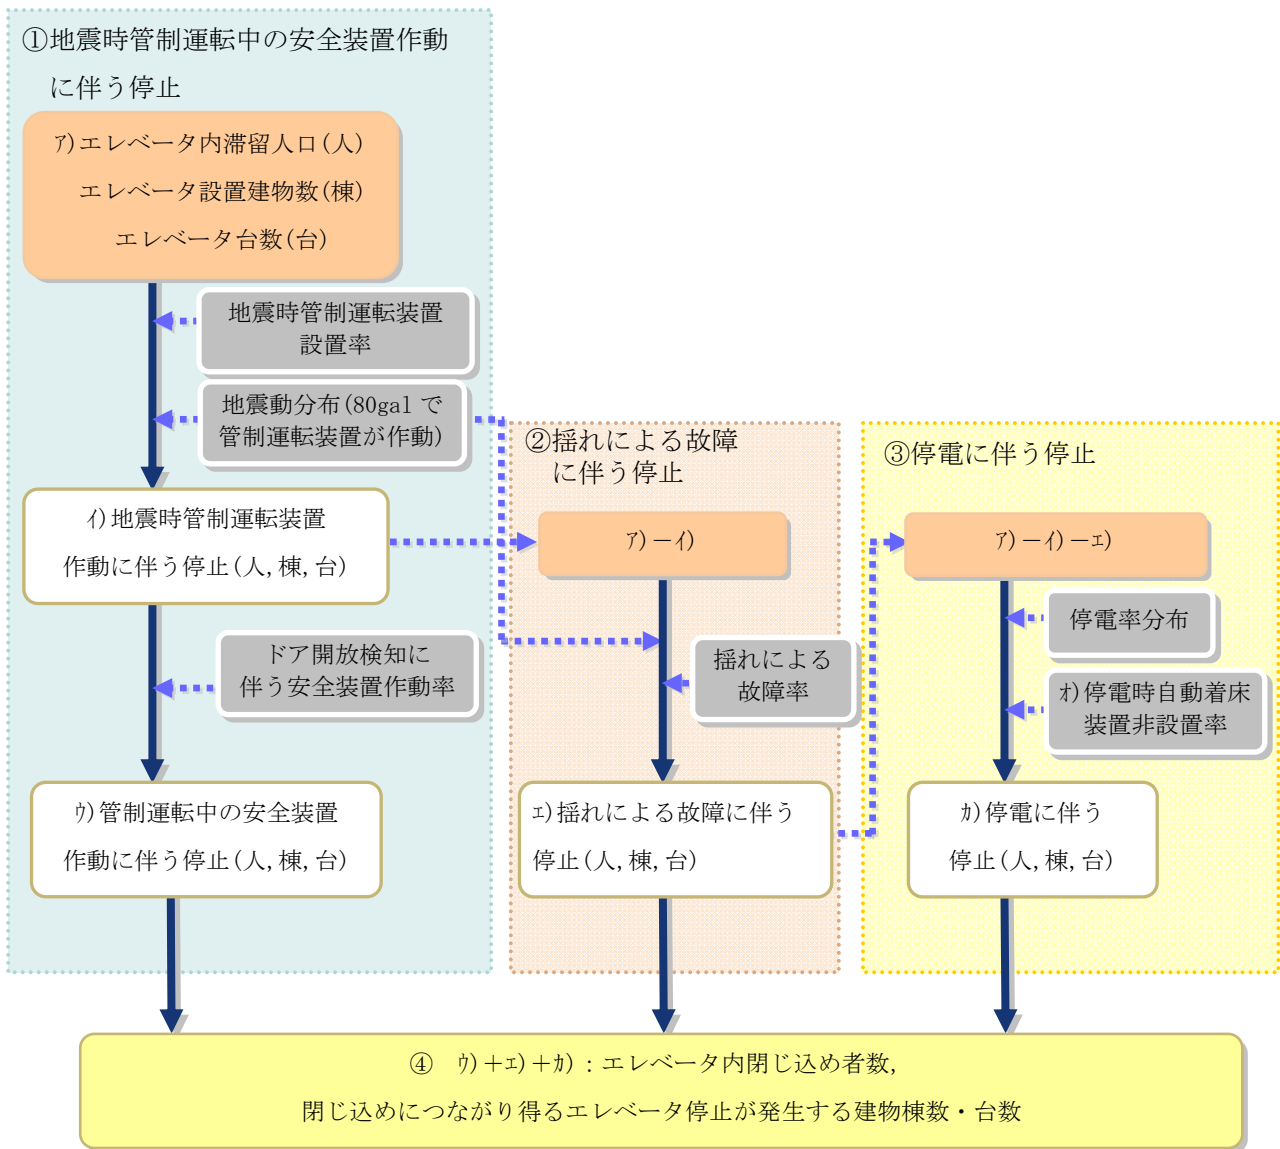 ①地震時管制運転中の安全装置作動
に伴う停止
ｱ)エレベータ内滞留人口(人)
エレベータ設置建物数(棟)
エレベータ台数(台)
地震時管制運転装置
設置率
地震動分布(80galで
管制運転装置が作動)
ｲ)地震時管制運転装置
作動に伴う停止(人,棟,台)
ドア開放検知に
伴う安全装置作動率
ｳ)管制運転中の安全装置
作動に伴う停止(人,棟,台)
②揺れによる故障
に伴う停止
ｱ)－ｲ)
揺れによる
故障率
ｴ)揺れによる故障に伴う
停止(人,棟,台)
③停電に伴う停止
ｱ)－ｲ)－ｴ)
停電率分布
ｵ)停電時自動着床
装置非設置率
ｶ)停電に伴う
停止(人,棟,台)
④　ｳ)＋ｴ)＋ｶ)：エレベータ内閉じ込め者数,
閉じ込めにつながり得るエレベータ停止が発生する建物棟数・台数